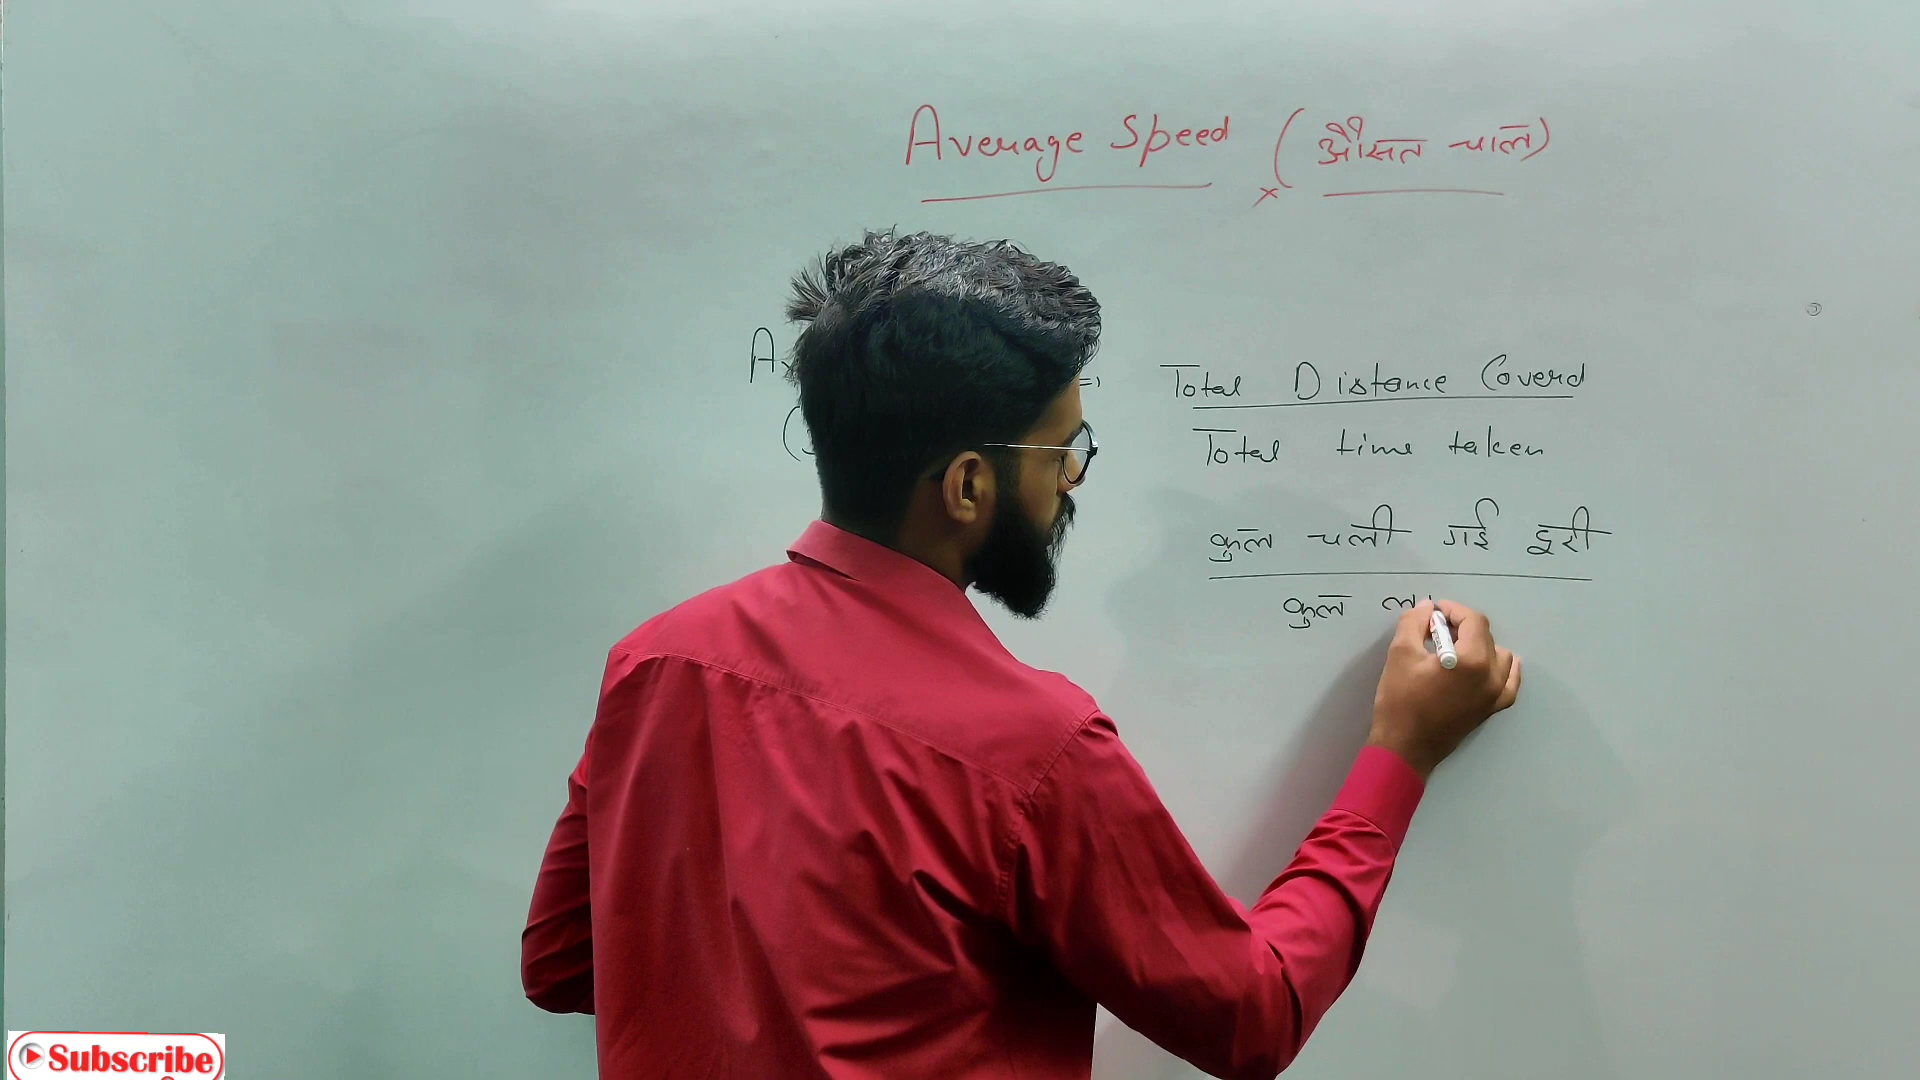 Average Speed (औसत चाल)
Total Distance Coverd
Total time taken
कुल चली गई दूरी
कुल
Subscribe